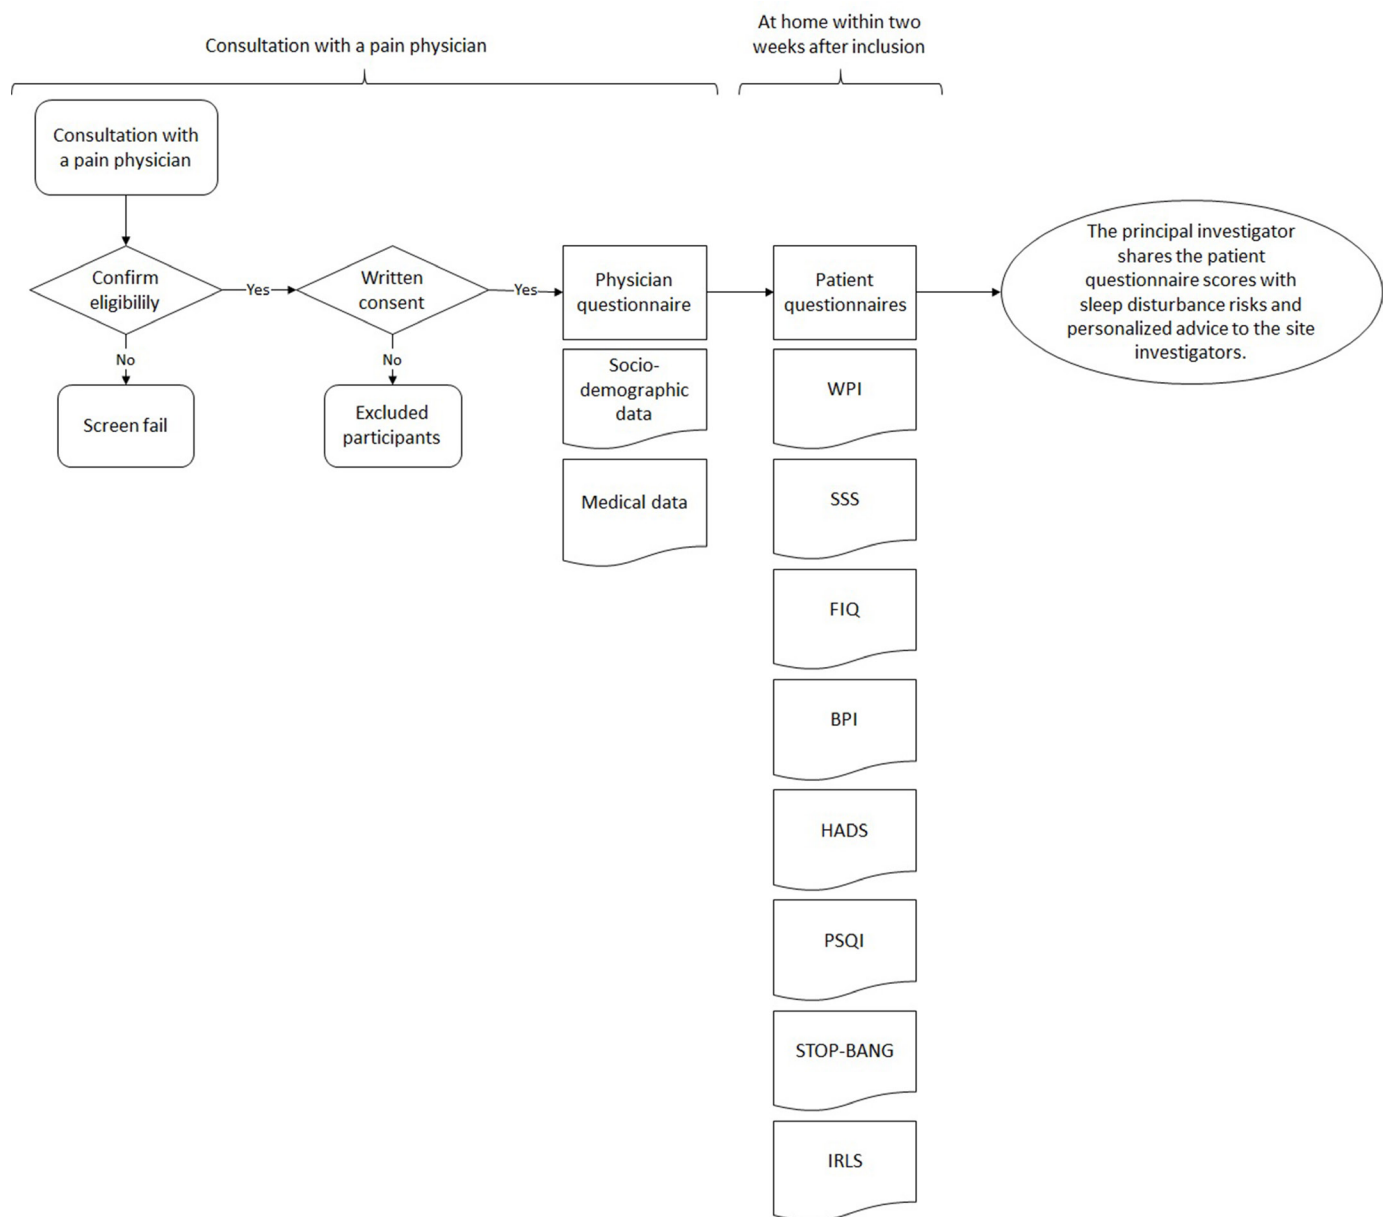 Consultation with a pain physician
At home within two
weeks after inclusion
Consultation with
a pain physician
Confirm
eligibilily
Yes
Written
consent
Yes
Physician
questionnaire
Patient
questionnaires
The principal investigator
shares the patient
questionnaire scores with
sleep disturbance risks and
personalized advice to the site
investigators.
No
No
Screen fail
Excluded
participants
Socio-
demographic
data
Medical data
WPI
SSS
FIQ
BPI
HADS
PSQI
STOP-BANG
IRLS